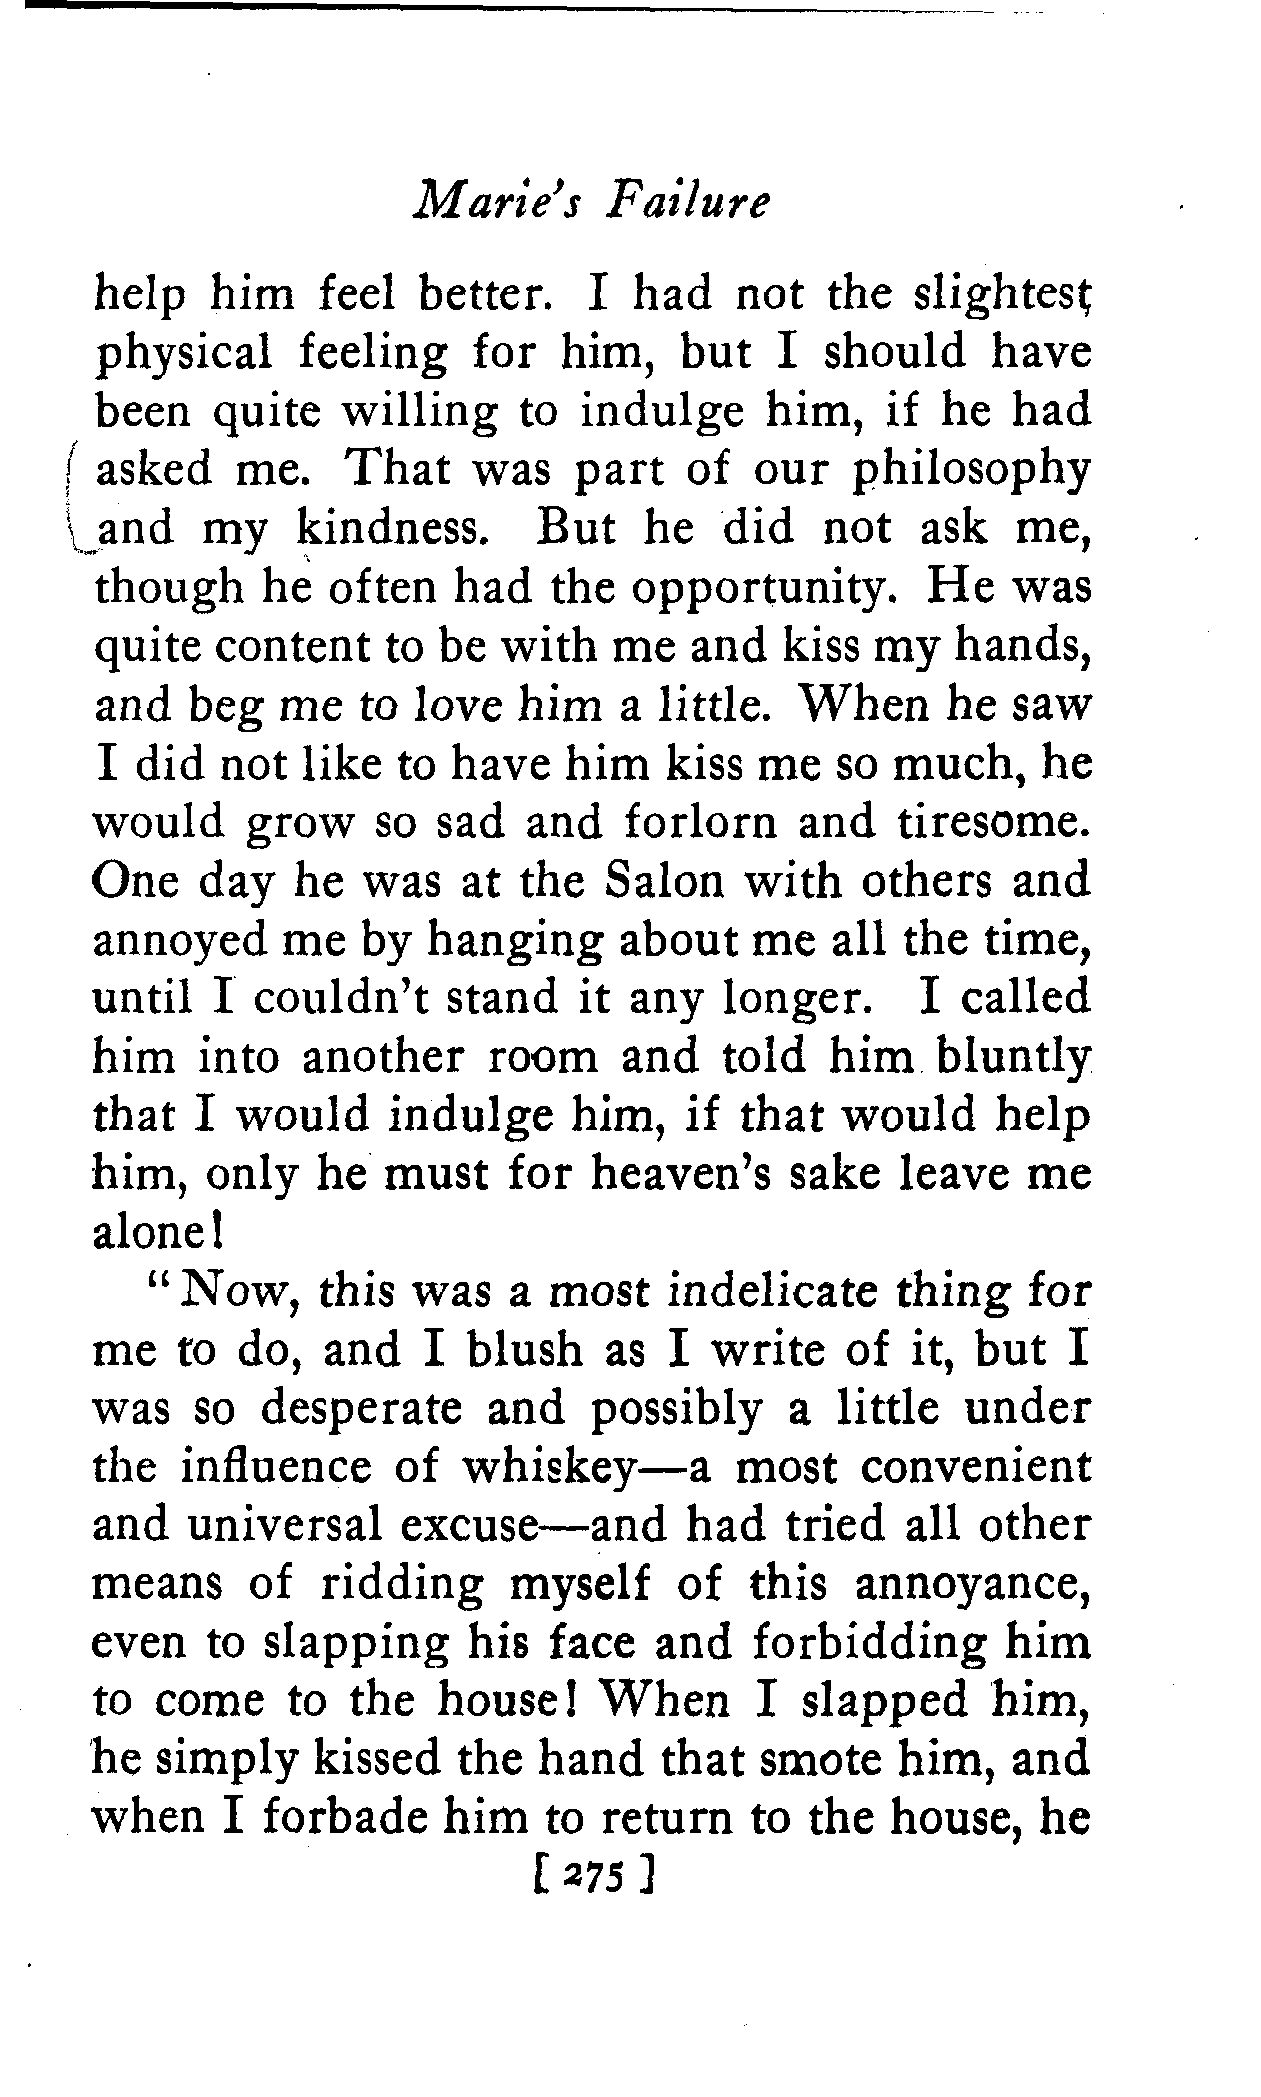 Marie's Failure
help him feel better. I had not the slightest
physical feeling for him, but I should have
been quite willing to indulge him, if he had
asked me. That was part of our philosophy
and my kindness. But he did not ask me,
though he often had the opportunity. He was
quite content to be with me and kiss my hands,
and beg me to love him a little. When he saw
I did not like to have him kiss me so much, he
would grow so sad and forlorn and tiresome.
One day he was at the Salon with others and
annoyed me by hanging about me all the time,
until I couldn't stand it any longer. I called
him into another room and told him bluntly
that I would indulge him, if that would help
him, only he must for heaven's sake leave me
alone!
"Now, this was a most indelicate thing for
me to do, and I blush as I write of it, but I
was so desperate and possibly a little under
the influence of whiskey—a most convenient
and universal excuse—and had tried all other
means of ridding myself of this annoyance,
even to slapping his face and forbidding him
to come to the house! When I slapped him,
he simply kissed the hand that smote him, and
when I forbade him to return to the house, he
[ 275 ]